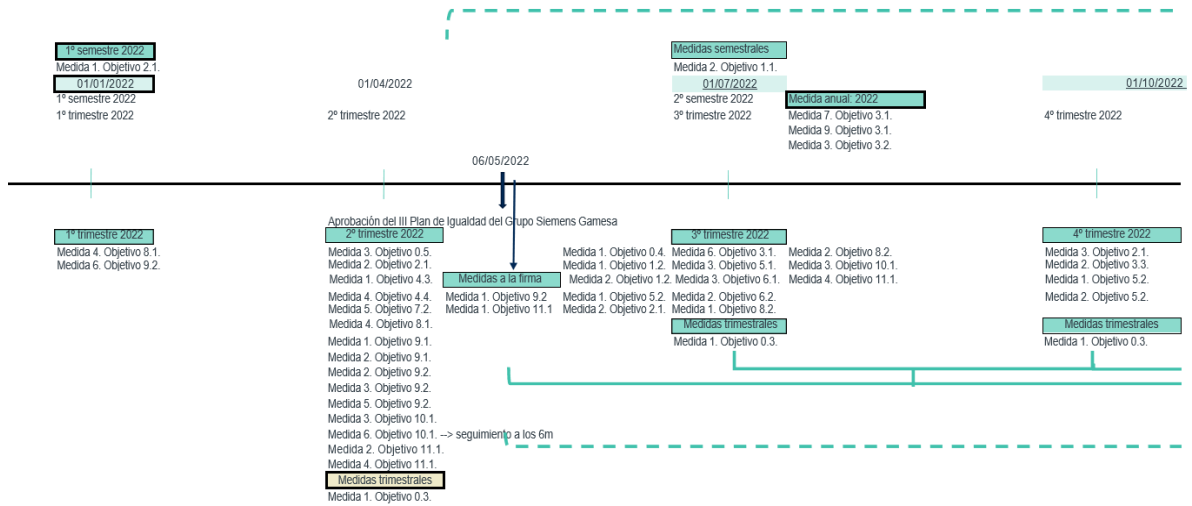 1º semestre 2022
Medida 1. Objetivo 2.1.
01/01/2022
1º semestre 2022
1º trimestre 2022
01/04/2022
2º trimestre 2022
Medidas semestrales
Medida 2. Objetivo 1.1.
01/07/2022
2º semestre 2022
3º trimestre 2022
Medida anual: 2022
Medida 7. Objetivo 3.1.
Medida 9. Objetivo 3.1.
Medida 3. Objetivo 3.2.
01/10/2022
4º trimestre 2022
06/05/2022
Aprobación del III Plan de Igualdad del Grupo Siemens Gamesa
1º trimestre 2022
Medida 4. Objetivo 8.1.
Medida 6. Objetivo 9.2.
2º trimestre 2022
Medida 3. Objetivo 0.5.
Medida 2. Objetivo 2.1.
Medida 1. Objetivo 4.3.
Medida 4. Objetivo 4.4.
Medida 5. Objetivo 7.2.
Medida 4. Objetivo 8.1.
Medida 1. Objetivo 9.1.
Medida 2. Objetivo 9.1.
Medida 2. Objetivo 9.2.
Medida 3. Objetivo 9.2.
Medida 5. Objetivo 9.2.
Medida 3. Objetivo 10.1.
Medida 6. Objetivo 10.1. --> seguimiento a los 6m
Medida 2. Objetivo 11.1.
Medida 4. Objetivo 11.1.
Medidas trimestrales
Medida 1. Objetivo 0.3.
Medidas a la firma
Medida 1. Objetivo 9.2
Medida 1. Objetivo 11.1
Medida 1. Objetivo 0.4.
Medida 1. Objetivo 1.2.
Medida 2. Objetivo 1.2.
Medida 1. Objetivo 5.2.
Medida 2. Objetivo 2.1.
3º trimestre 2022
Medida 6. Objetivo 3.1.
Medida 3. Objetivo 5.1.
Medida 3. Objetivo 6.1.
Medida 2. Objetivo 6.2.
Medida 1. Objetivo 8.2.
Medidas trimestrales
Medida 1. Objetivo 0.3.
Medida 2. Objetivo 8.2.
Medida 3. Objetivo 10.1.
Medida 4. Objetivo 11.1.
4º trimestre 2022
Medida 3. Objetivo 2.1.
Medida 2. Objetivo 3.3.
Medida 1. Objetivo 5.2.
Medida 2. Objetivo 5.2.
Medidas trimestrales
Medida 1. Objetivo 0.3.